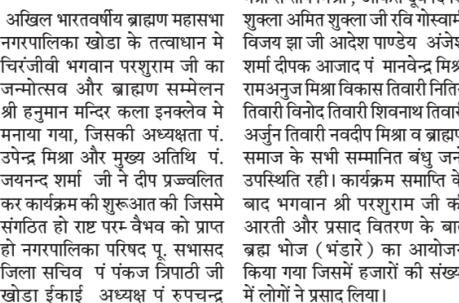 अखिल भारतवर्षीय ब्राह्मण महासभा
नगरपालिका खोडा के तत्वाधान मे
चिरंजीवी भगवान परशुराम जी का
जन्मोत्सव और ब्राह्मण सम्मेलन
श्री हनुमान मन्दिर कला इनक्लेव मे
मनाया गया, जिसकी अध्यक्षता पं.
उपेन्द्र मिश्रा और मुख्य अतिथि पं.
जयनन्द शर्मा जी ने दीप प्रज्ज्वलित
कर कार्यक्रम की शुरूआत की जिसमे
संगठित हो राष्ट परम वैभव को प्राप्त
हो नगरपालिका परिषद पू. सभासद
जिला सचिव पं पंकज त्रिपाठी जी
खोडा ईकाई अध्यक्ष पं रुपचन्द्र
शुक्ला अमित शुक्ला जी रवि गोस्वामी
विजय झा जी आदेश पाण्डेय
शर्मा दीपक आजाद पं मानवेन्द्र
रामअनुज मिश्रा विकास तिवारी
तिवारी विनोद तिवारी शिवनाथ तिवारी
अर्जुन तिवारी नवदीप मिश्रा व
समाज के सभी सम्मानित बंधु
उपस्थिति रही। कार्यक्रम समाप्ति
बाद भगवान श्री परशुराम जी
आरती और प्रसाद वितरण के
ब्रह्म भोज (भंडारे) का
किया गया जिसमें हजारों की
में लोगों ने प्रसाद लिया।